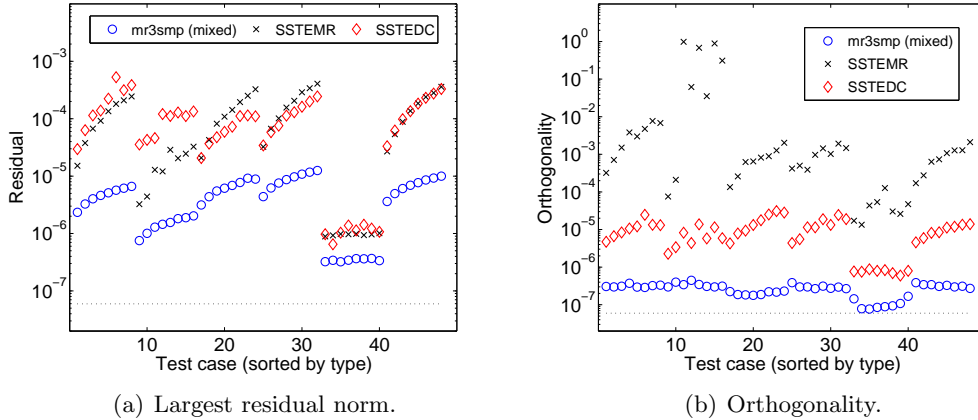 mr3smp (mixed) SSTEMR SSTEDC
10⁻³
10⁻⁴
10⁻⁵
10⁻⁶
10⁻⁷
Residual
10 20 30 40
Test case (sorted by type)
(a) Largest residual norm.
mr3smp (mixed)
SSTEMR
SSTEDC
10⁰
10⁻¹
10⁻²
10⁻³
10⁻⁴
10⁻⁵
10⁻⁶
10⁻⁷
Orthogonality
10 20 30 40
Test case (sorted by type)
(b) Orthogonality.